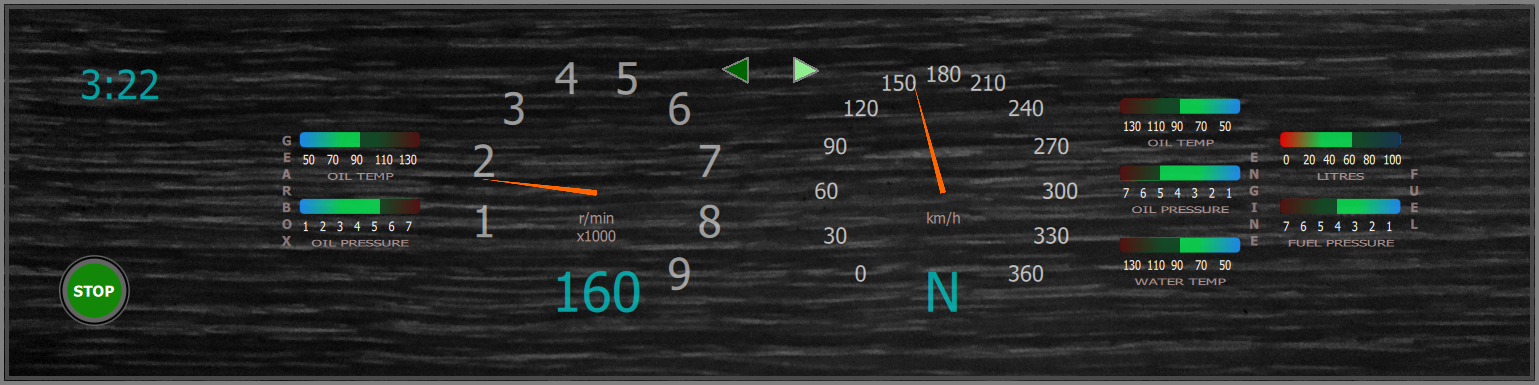 3:22
GEARBOX
50 70 90 110 130
OIL TEMP
1 2 3 4 5 6 7
OIL PRESSURE
STOP
1
2
3
4
5
6
7
8
9
r/min
x1000
160
0
30
60
90
120
150
180
210
240
270
300
330
360
km/h
N
130 110 90 70 50
OIL TEMP
7 6 5 4 3 2 1
OIL PRESSURE
130 110 90 70 50
WATER TEMP
ENGINE
0 20 40 60 80 100
LITRES
7 6 5 4 3 2 1
FUEL PRESSURE
FUEL